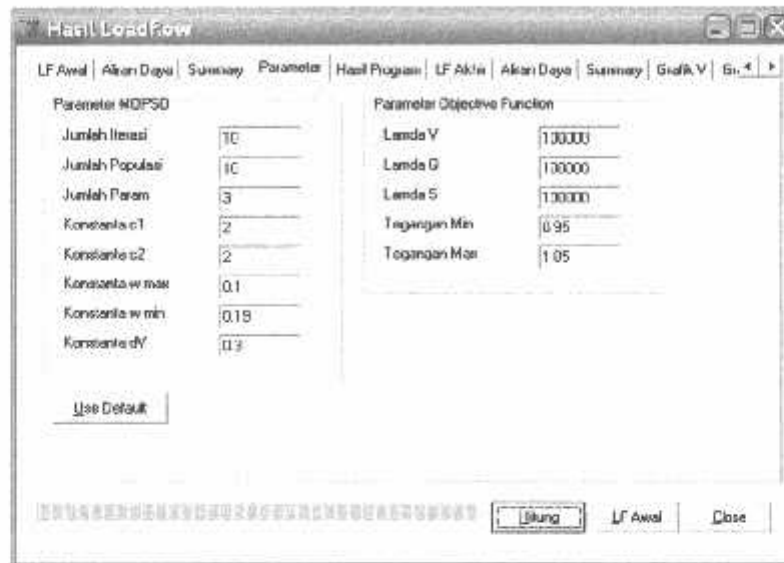 Hasil LoadFlow
LF Awal Aliran Daya Summary Parameter Hasil Program LF Akhir Aliran Daya Summary Grafik V
Parameter MOPSO
Jumlah Iterasi 10
Jumlah Populasi 10
Jumlah Param 3
Konstanta c1 2
Konstanta c2 2
Konstanta w max 0.1
Konstanta w min 0.19
Konstanta dV 0.3
Use Default
Parameter Objective Function
Lamda V 100000
Lamda Q 100000
Lamda S 100000
Tegangan Min 0.95
Tegangan Max 1.05
Hitung LF Awal Close